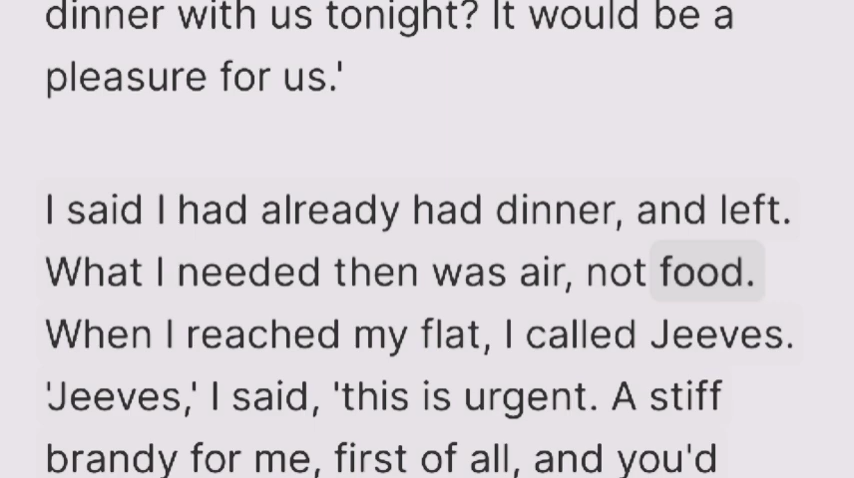 dinner with us tonight? It would be a
pleasure for us.'
I said I had already had dinner, and left.
What I needed then was air, not food.
When I reached my flat, I called Jeeves.
'Jeeves,' I said, 'this is urgent. A stiff
brandy for me, first of all, and you'd